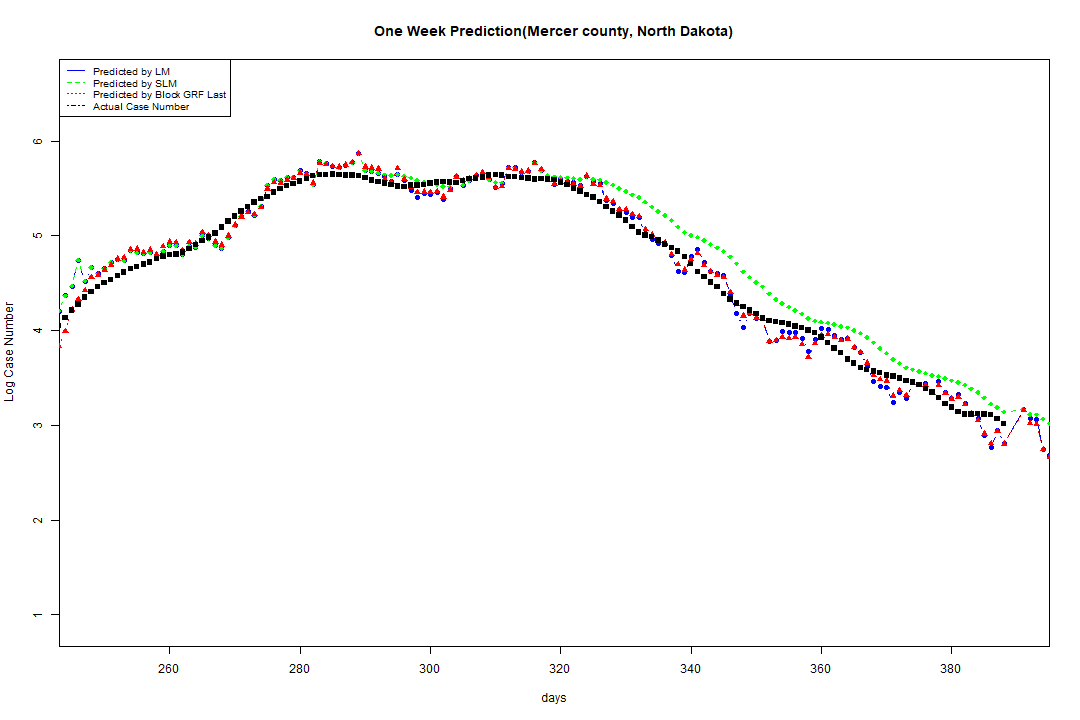 One Week Prediction(Mercer county, North Dakota)
Predicted by LM
Predicted by SLM
Predicted by Block GRF Last
Actual Case Number
6
5
4
3
2
1
Log Case Number
260 280 300 320 340 360 380
days